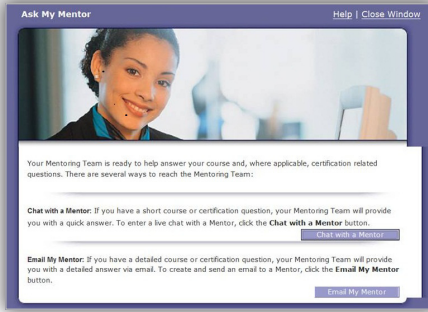 Ask My Mentor
Help | Close Window
Your Mentoring Team is ready to help answer your course and, where applicable, certification related
questions. There are several ways to reach the Mentoring Team:
Chat with a Mentor: If you have a short course or certification question, your Mentoring Team will provide
you with a quick answer. To enter a live chat with a Mentor, click the Chat with a Mentor button.
Chat with a Mentor
Email My Mentor: If you have a detailed course or certification question, your Mentoring Team will provide
you with a detailed answer via email. To create and send an email to a Mentor, click the Email My Mentor
button.
Email My Mentor